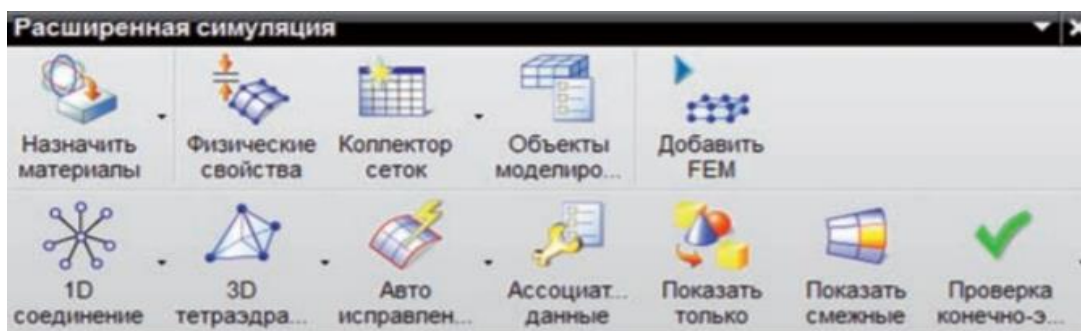 Расширенная симуляция
Назначить Физические Коллектор Объекты Добавить
материалы свойства сеток моделиро... FEM
1D 3D Авто Ассоциат... Показать Показать Проверка
соединение тетраэдра... исправлен... данные только смежные конечно-э...